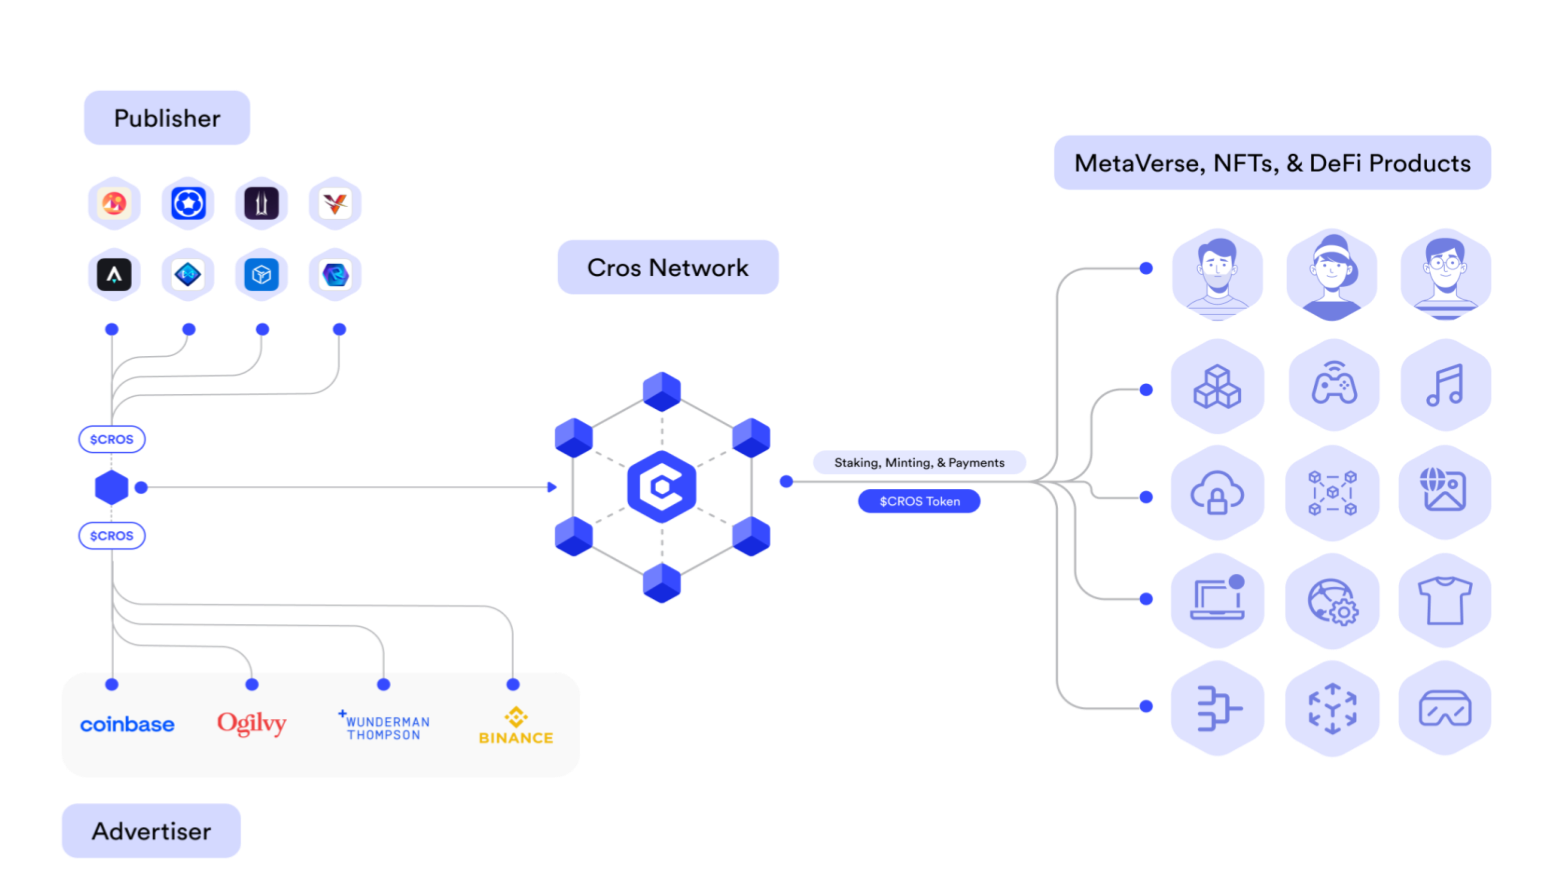 Publisher
MetaVerse, NFTs, & DeFi Products
Cros Network
$CROS
Staking, Minting, & Payments
$CROS Token
$CROS
coinbase
Ogilvy
WUNDERMAN
THOMPSON
BINANCE
Advertiser